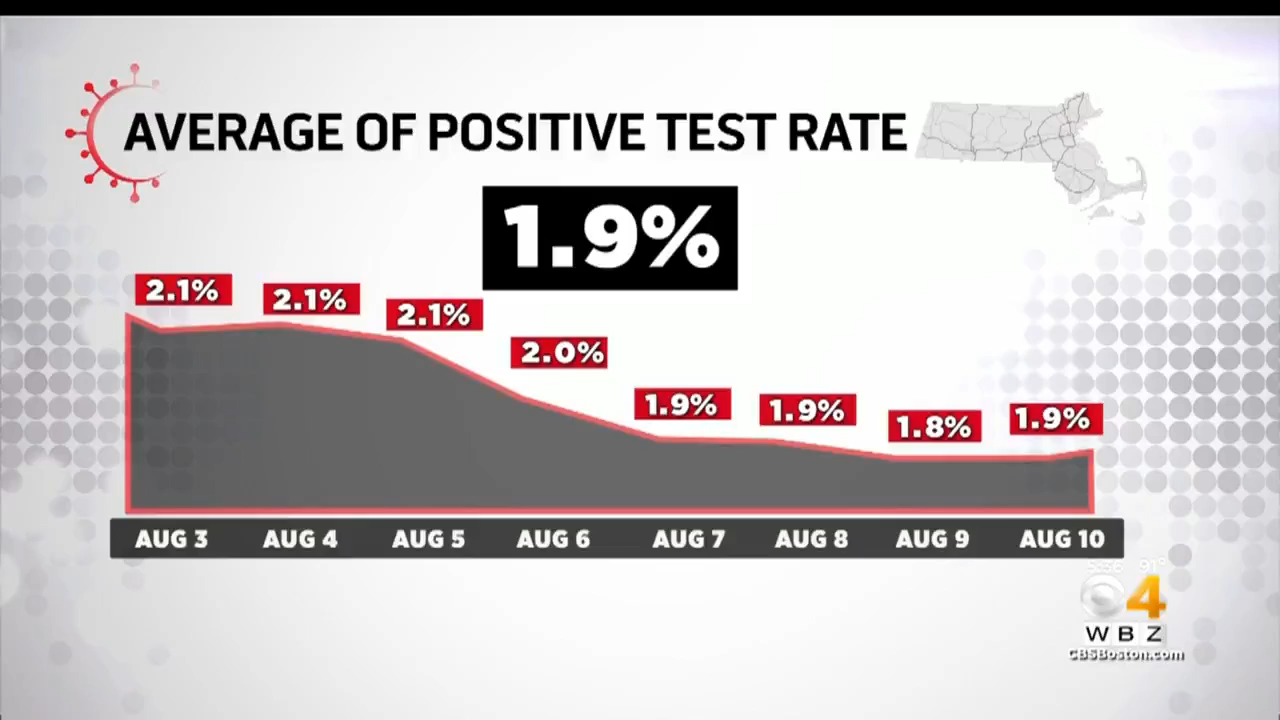 AVERAGE OF POSITIVE TEST RATE
1.9%
2.1%
2.1%
2.1%
2.0%
1.9%
1.9%
1.8%
1.9%
AUG 3 AUG 4 AUG 5 AUG 6 AUG 7 AUG 8 AUG 9 AUG 10
91°
4
WBZ
CBSBoston.com